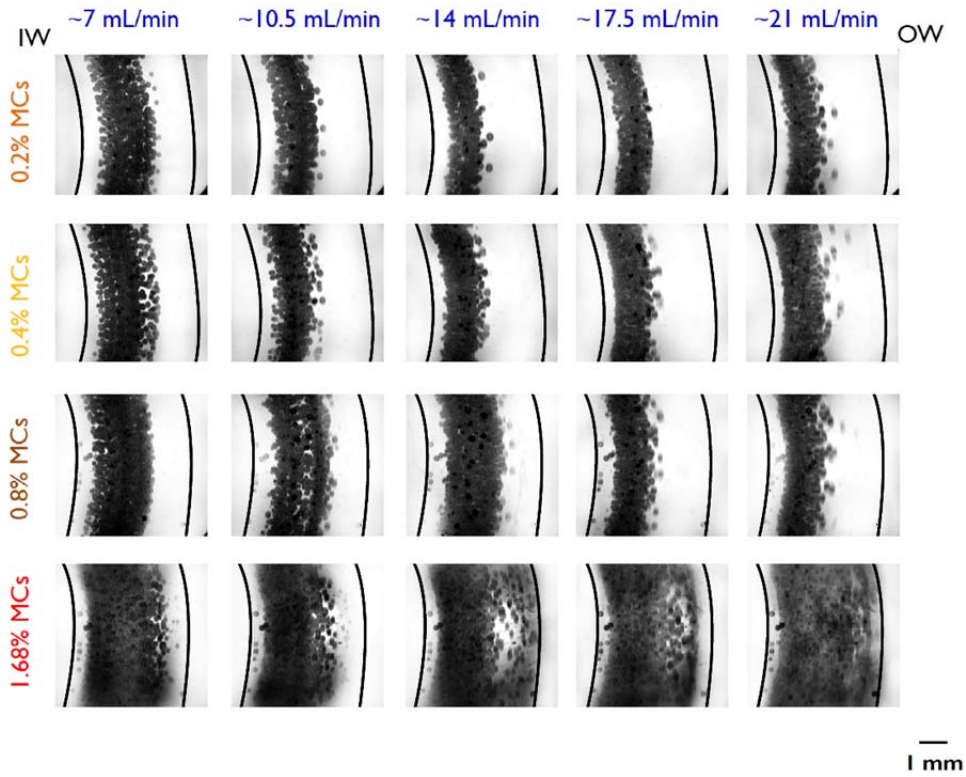 ~7 mL/min ~10.5 mL/min ~14 mL/min ~17.5 mL/min ~21 mL/min
IW OW
0.2% MCs
0.4% MCs
0.8% MCs
1.68% MCs
1 mm